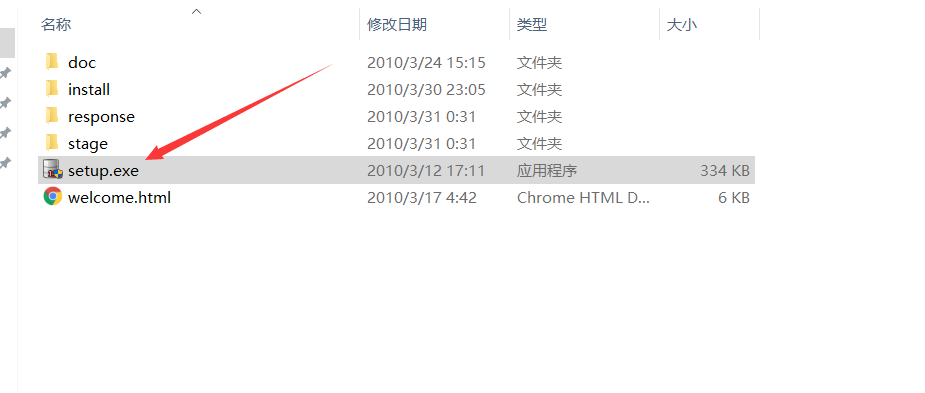 名称 修改日期 类型 大小
doc 2010/3/24 15:15 文件夹
install 2010/3/30 23:05 文件夹
response 2010/3/31 0:31 文件夹
stage 2010/3/31 0:31 文件夹
setup.exe 2010/3/12 17:11 应用程序 334 KB
welcome.html 2010/3/17 4:42 Chrome HTML D... 6 KB